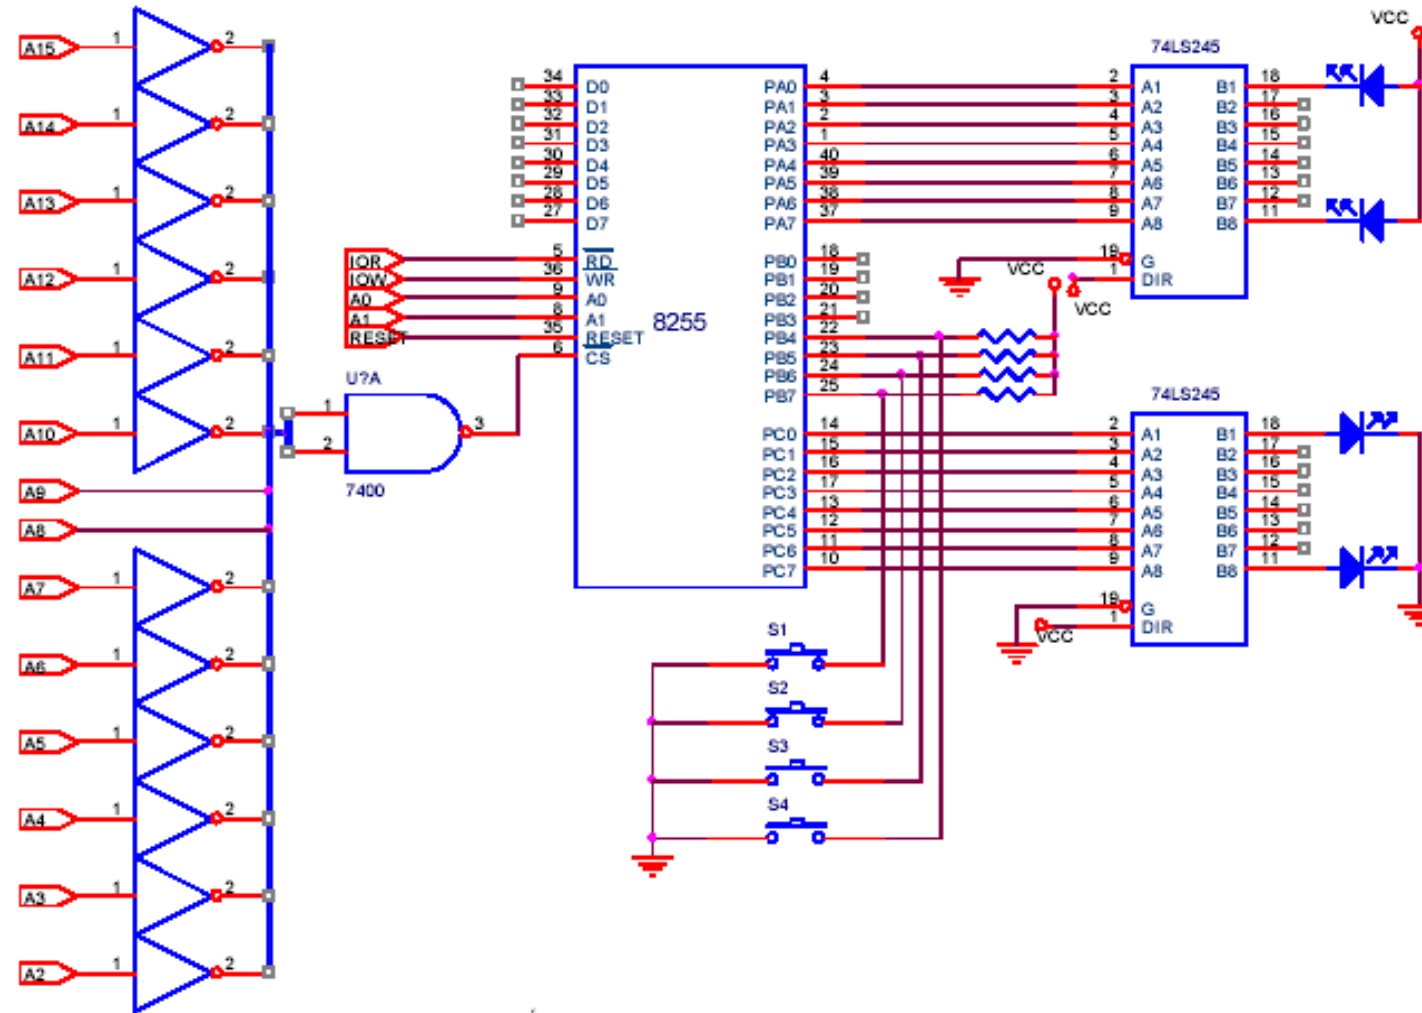 VCC
A15 1 2
74LS245
34 D0 PA0 4 2 A1 B1 18
33 D1 PA1 3 3 A2 B2 17
A14 1 2 32 D2 PA2 2 4 A3 B3 16
31 D3 PA3 1 5 A4 B4 15
30 D4 PA4 40 6 A5 B5 14
29 D5 PA5 39 7 A6 B6 13
A13 1 2 28 D6 PA6 38 8 A7 B7 12
27 D7 PA7 37 9 A8 B8 11
IOR 5 RD PB0 18 19 G
A12 1 2 IOW 36 WR PB1 19 VCC 1 DIR
A0 9 A0 PB2 20 VCC
A1 8 A1 PB3 21
8255
RESET 35 RESET PB4 22
A11 1 2 6 CS PB5 23
U?A PB6 24
PB7 25 74LS245
1
A10 1 2 3 PC0 14 2 A1 B1 18
2 PC1 15 3 A2 B2 17
PC2 16 4 A3 B3 16
A9 7400 PC3 17 5 A4 B4 15
PC4 13 6 A5 B5 14
A8 PC5 12 7 A6 B6 13
PC6 11 8 A7 B7 12
PC7 10 9 A8 B8 11
A7 1 2
19 G
VCC 1 DIR
S1
A6 1 2
S2
A5 1 2
S3
S4
A4 1 2
A3 1 2
A2 1 2